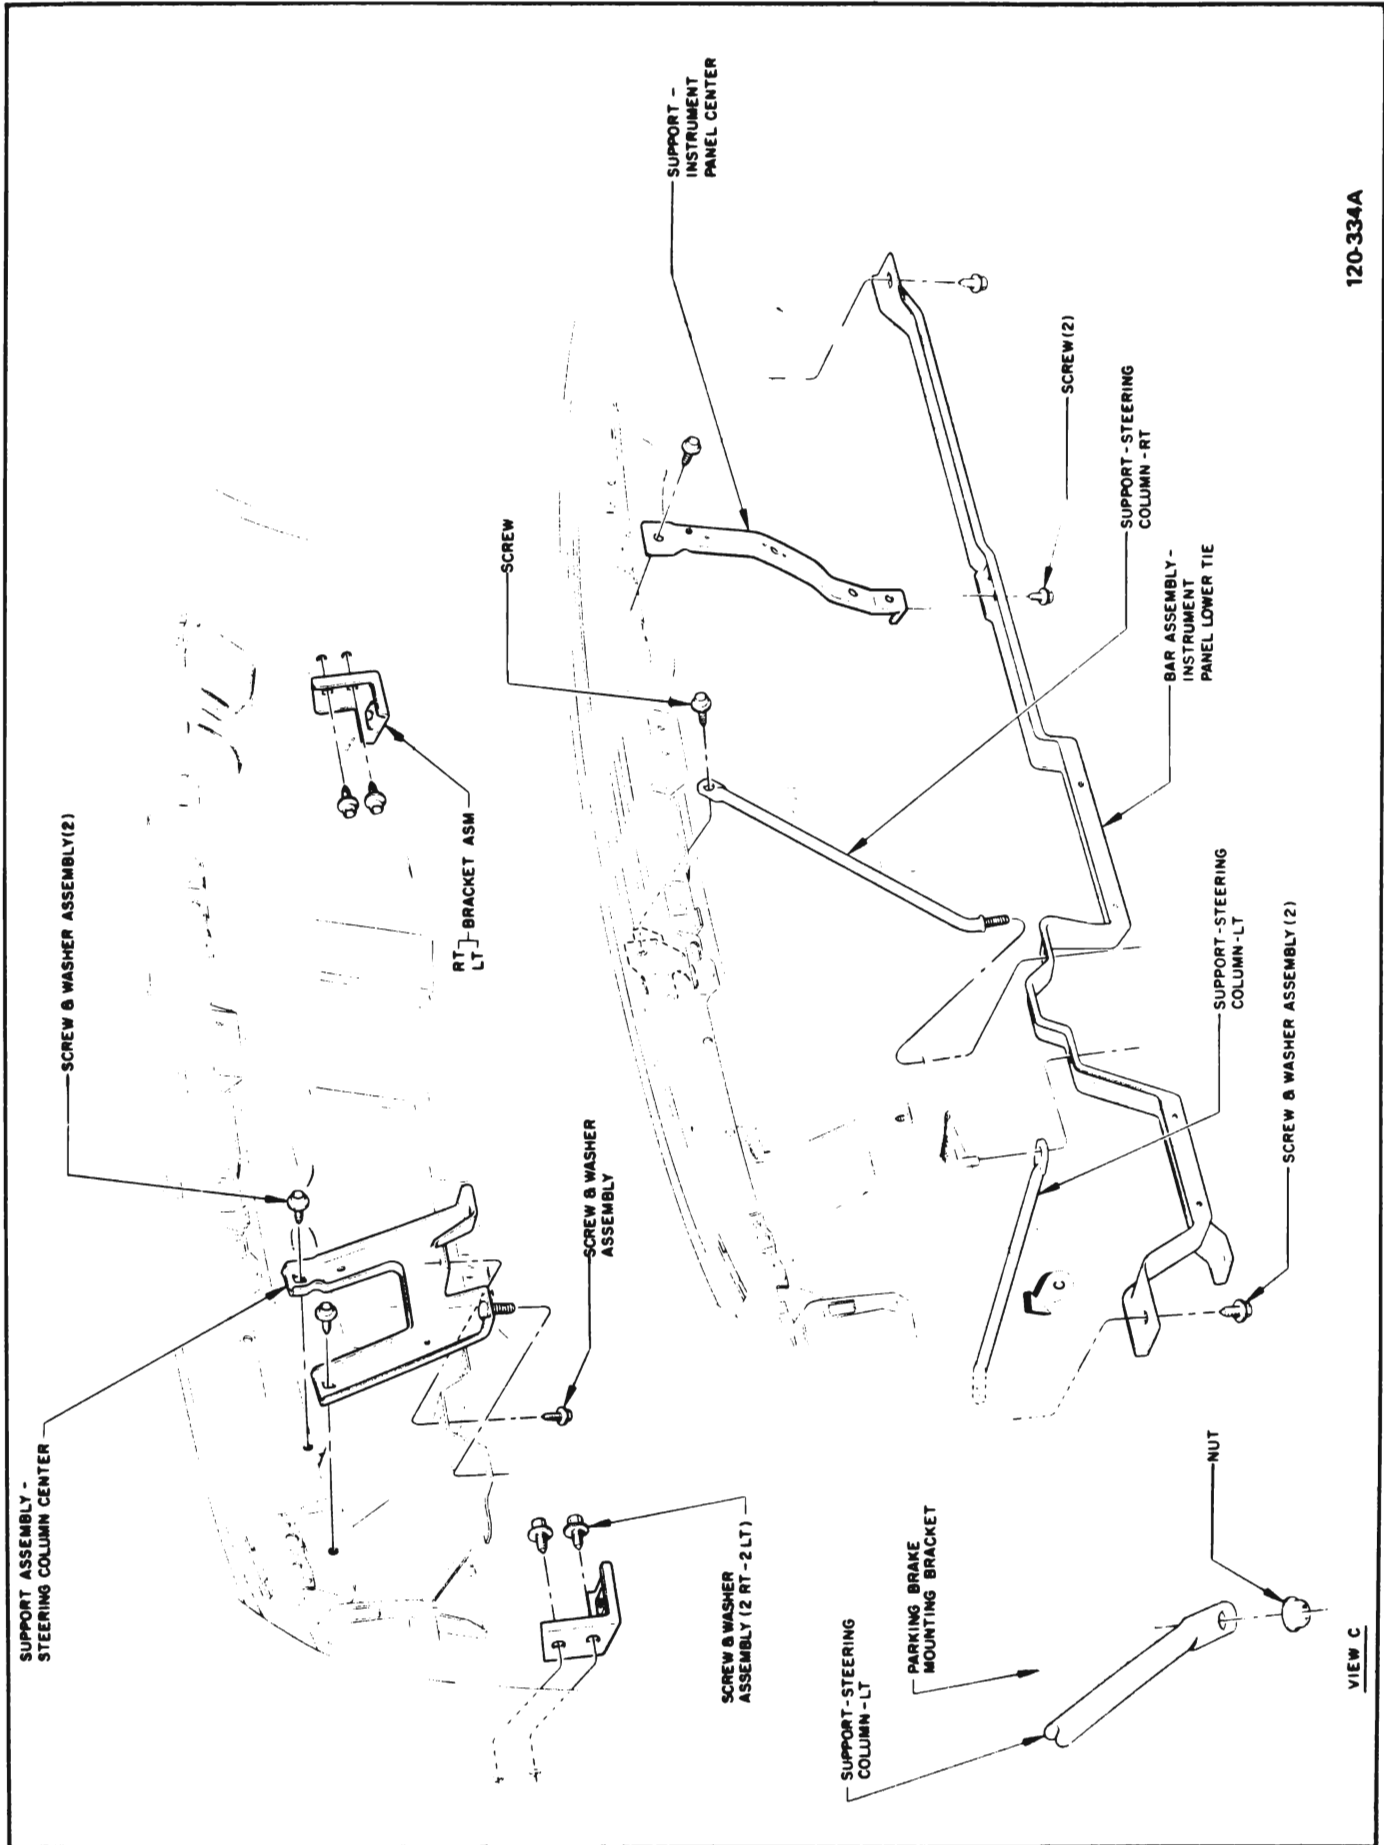 SUPPORT ASSEMBLY -
STEERING COLUMN CENTER
SCREW & WASHER ASSEMBLY(2)
RT
LT
BRACKET ASM
SCREW & WASHER
ASSEMBLY
SCREW & WASHER
ASSEMBLY (2 RT - 2 LT)
SCREW
SUPPORT -
INSTRUMENT
PANEL CENTER
SCREW(2)
SUPPORT - STEERING
COLUMN - RT
BAR ASSEMBLY -
INSTRUMENT
PANEL LOWER TIE
SUPPORT - STEERING
COLUMN - LT
SCREW & WASHER ASSEMBLY (2)
A
C
SUPPORT - STEERING
COLUMN - LT
PARKING BRAKE
MOUNTING BRACKET
NUT
VIEW C
120-334A